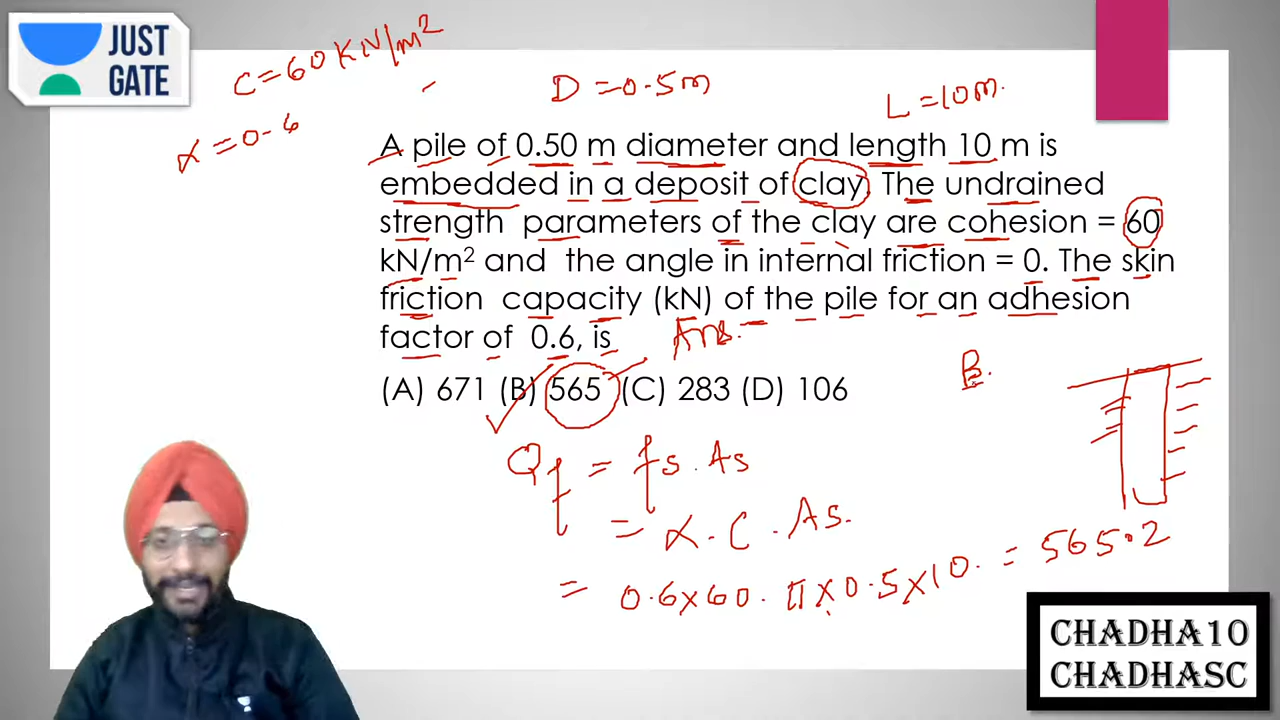 JUST
GATE
C=60KN/m²
α=0.6
D=0.5m
L=10m.
A pile of 0.50 m diameter and length 10 m is
embedded in a deposit of clay. The undrained
strength parameters of the clay are cohesion = 60
kN/m² and the angle in internal friction = 0. The skin
friction capacity (kN) of the pile for an adhesion
factor of 0.6, is
Ans.
(A) 671 (B) 565 (C) 283 (D) 106
B.
Qf = fs.As
= α.C.As.
= 0.6×60.π×0.5×10. = 565.2
CHADHA10
CHADHASC